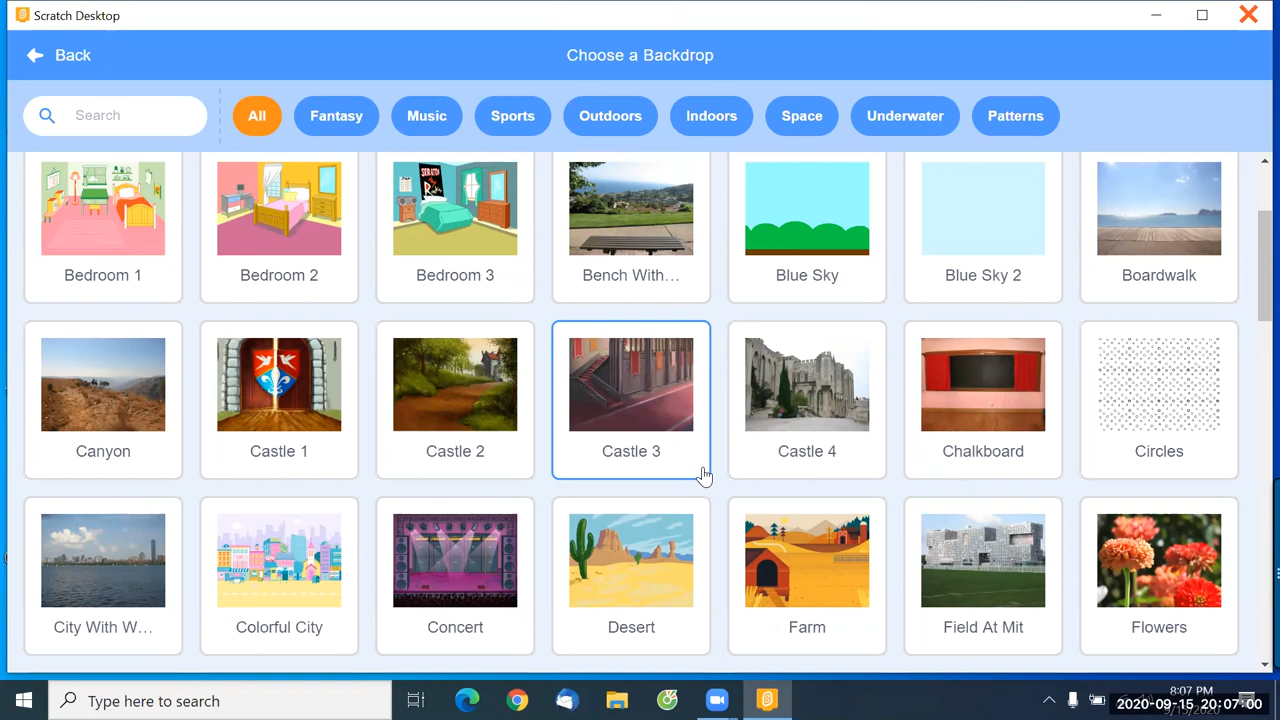 Scratch Desktop
Back
Choose a Backdrop
Search
All
Fantasy
Music
Sports
Outdoors
Indoors
Space
Underwater
Patterns
Bedroom 1
Bedroom 2
Bedroom 3
Bench With...
Blue Sky
Blue Sky 2
Boardwalk
Canyon
Castle 1
Castle 2
Castle 3
Castle 4
Chalkboard
Circles
City With W...
Colorful City
Concert
Desert
Farm
Field At Mit
Flowers
Type here to search
8:07 PM
2020-09-15 20:07:00